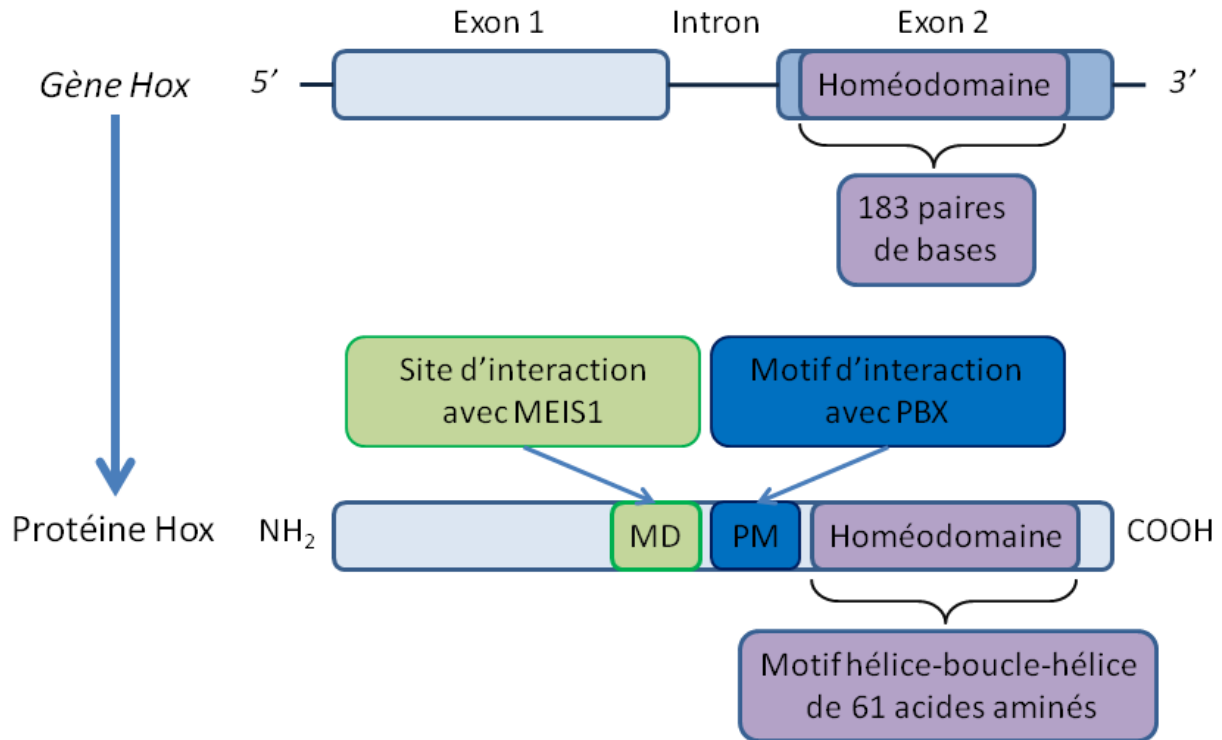 Exon 1 Intron Exon 2
Gène Hox 5’ Homéodomaine 3’
183 paires
de bases
Site d’interaction
avec MEIS1
Motif d’interaction
avec PBX
Protéine Hox NH2 MD PM Homéodomaine COOH
Motif hélice-boucle-hélice
de 61 acides aminés